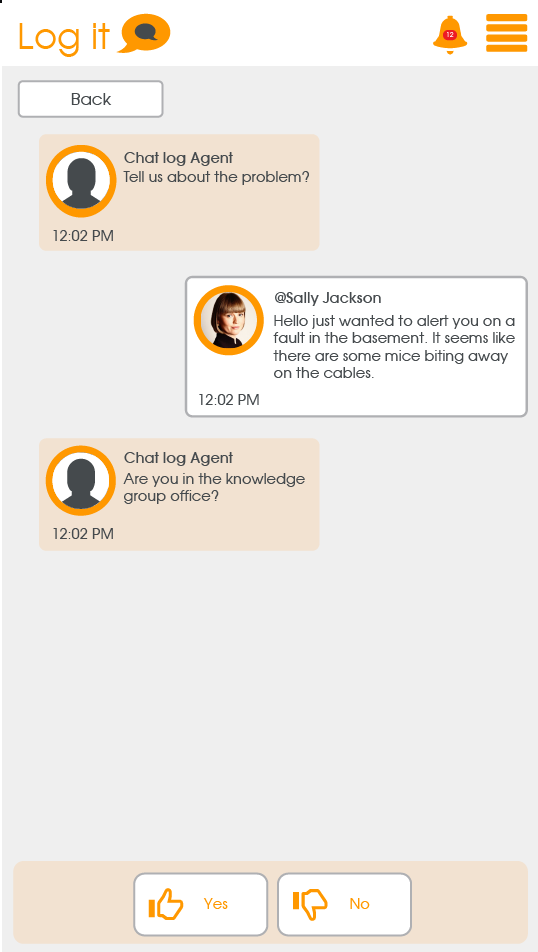 Log it
12
Back
Chat log Agent
Tell us about the problem?
12:02 PM
@Sally Jackson
Hello just wanted to alert you on a
fault in the basement. It seems like
there are some mice biting away
on the cables.
12:02 PM
Chat log Agent
Are you in the knowledge
group office?
12:02 PM
Yes
No